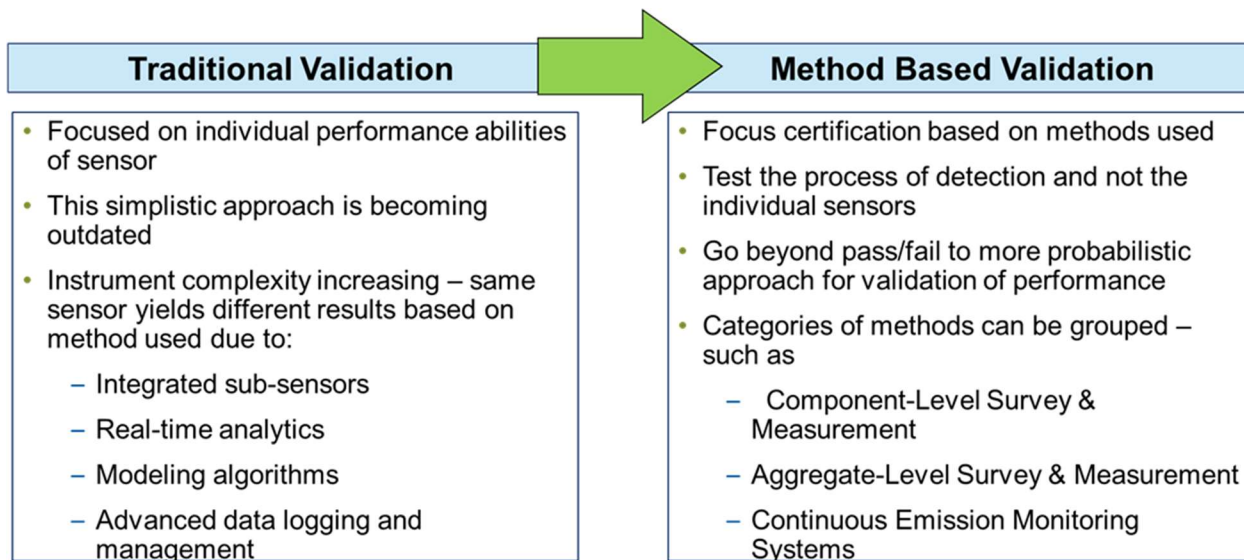 Traditional Validation
• Focused on individual performance abilities
of sensor
• This simplistic approach is becoming
outdated
• Instrument complexity increasing – same
sensor yields different results based on
method used due to:
– Integrated sub-sensors
– Real-time analytics
– Modeling algorithms
– Advanced data logging and
management
Method Based Validation
• Focus certification based on methods used
• Test the process of detection and not the
individual sensors
• Go beyond pass/fail to more probabilistic
approach for validation of performance
• Categories of methods can be grouped –
such as
– Component-Level Survey &
Measurement
– Aggregate-Level Survey & Measurement
– Continuous Emission Monitoring
Systems